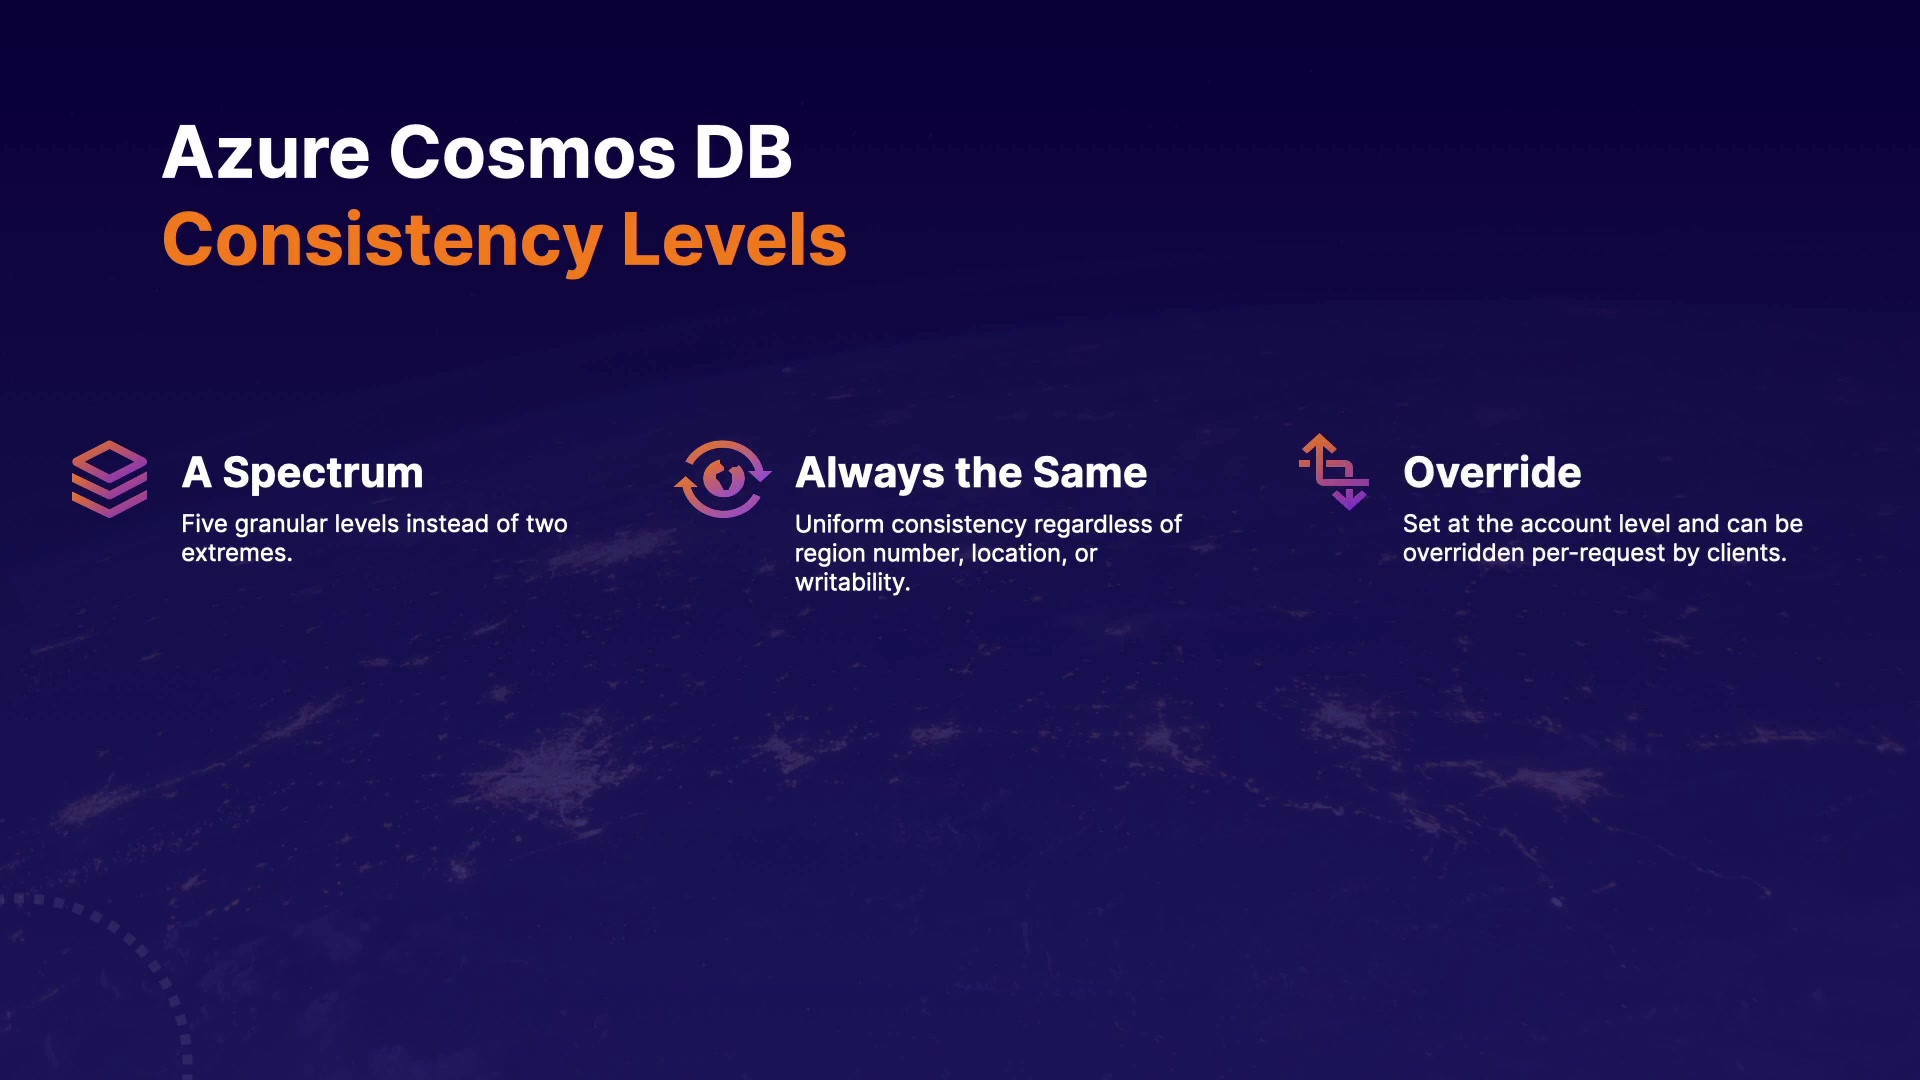 Azure Cosmos DB
Consistency Levels
A Spectrum
Five granular levels instead of two
extremes.
Always the Same
Uniform consistency regardless of
region number, location, or
writability.
Override
Set at the account level and can be
overridden per-request by clients.